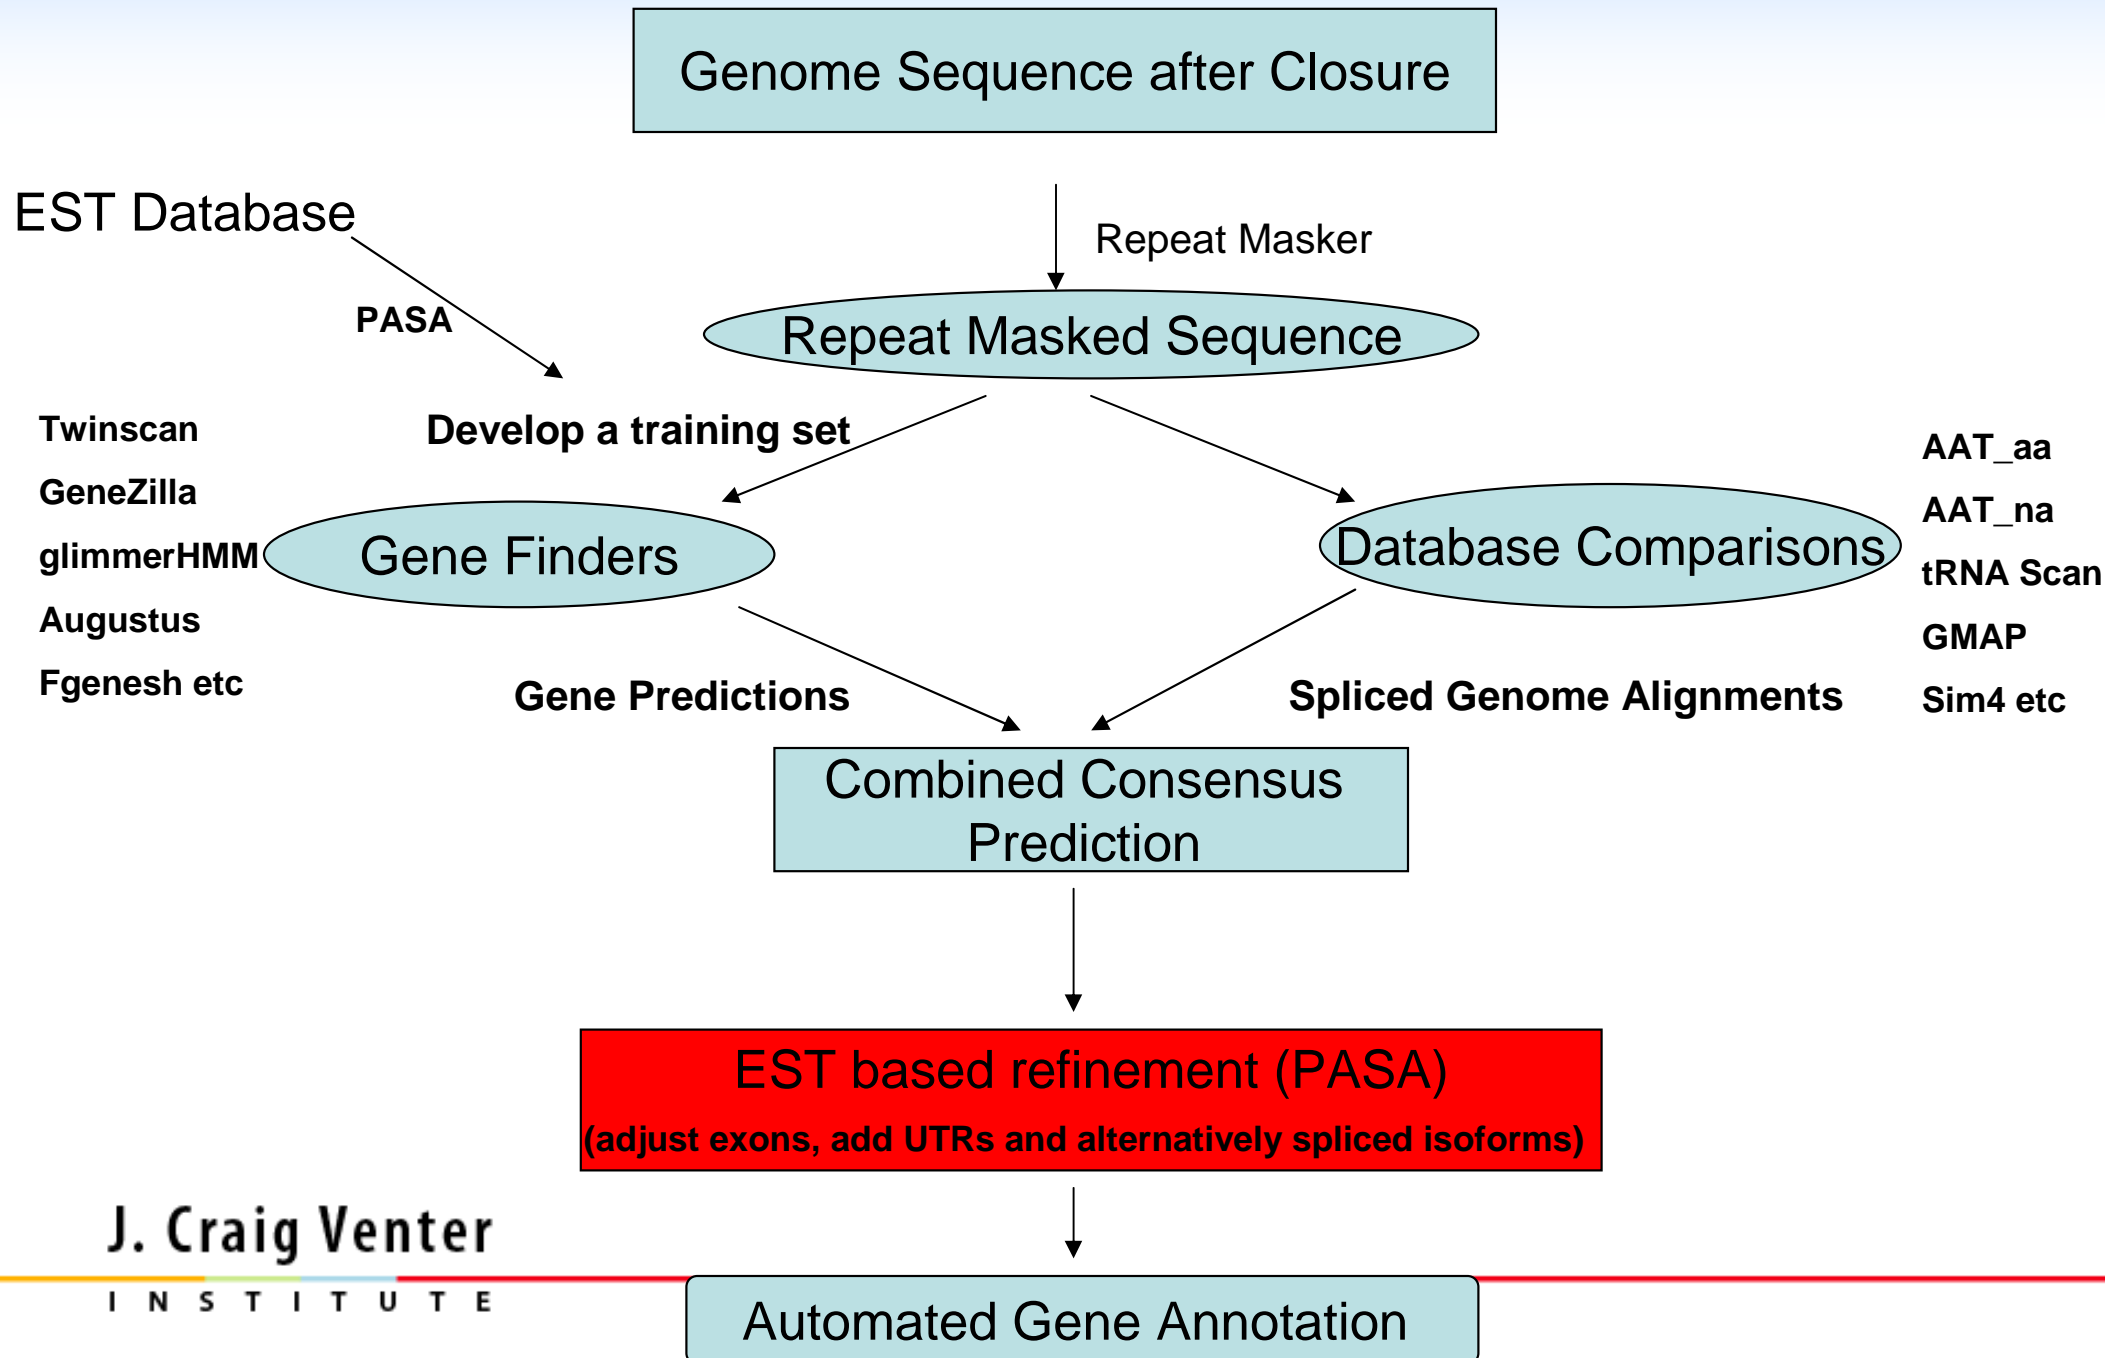 Genome Sequence after Closure
EST Database
Repeat Masker
PASA
Repeat Masked Sequence
Develop a training set
Twinscan
GeneZilla
glimmerHMM
Augustus
Fgenesh etc
Gene Finders
Database Comparisons
AAT_aa
AAT_na
tRNA Scan
GMAP
Sim4 etc
Gene Predictions
Spliced Genome Alignments
Combined Consensus
Prediction
EST based refinement (PASA)
(adjust exons, add UTRs and alternatively spliced isoforms)
J. Craig Venter
INSTITUTE
Automated Gene Annotation